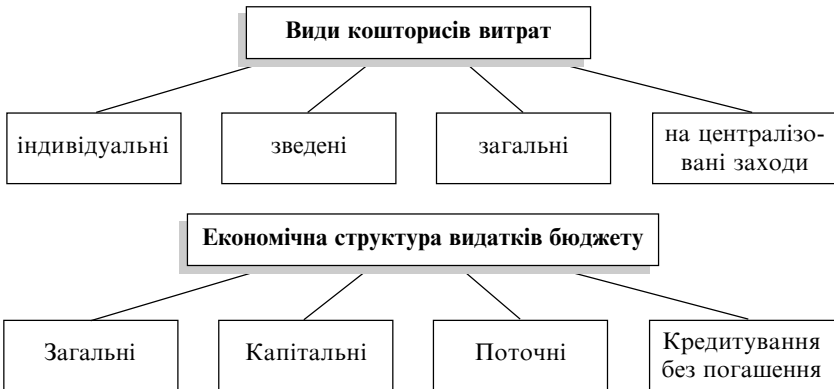 Види кошторисів витрат
індивідуальні
зведені
загальні
на централізо-
вані заходи
Економічна структура видатків бюджету
Загальні
Капітальні
Поточні
Кредитування
без погашення